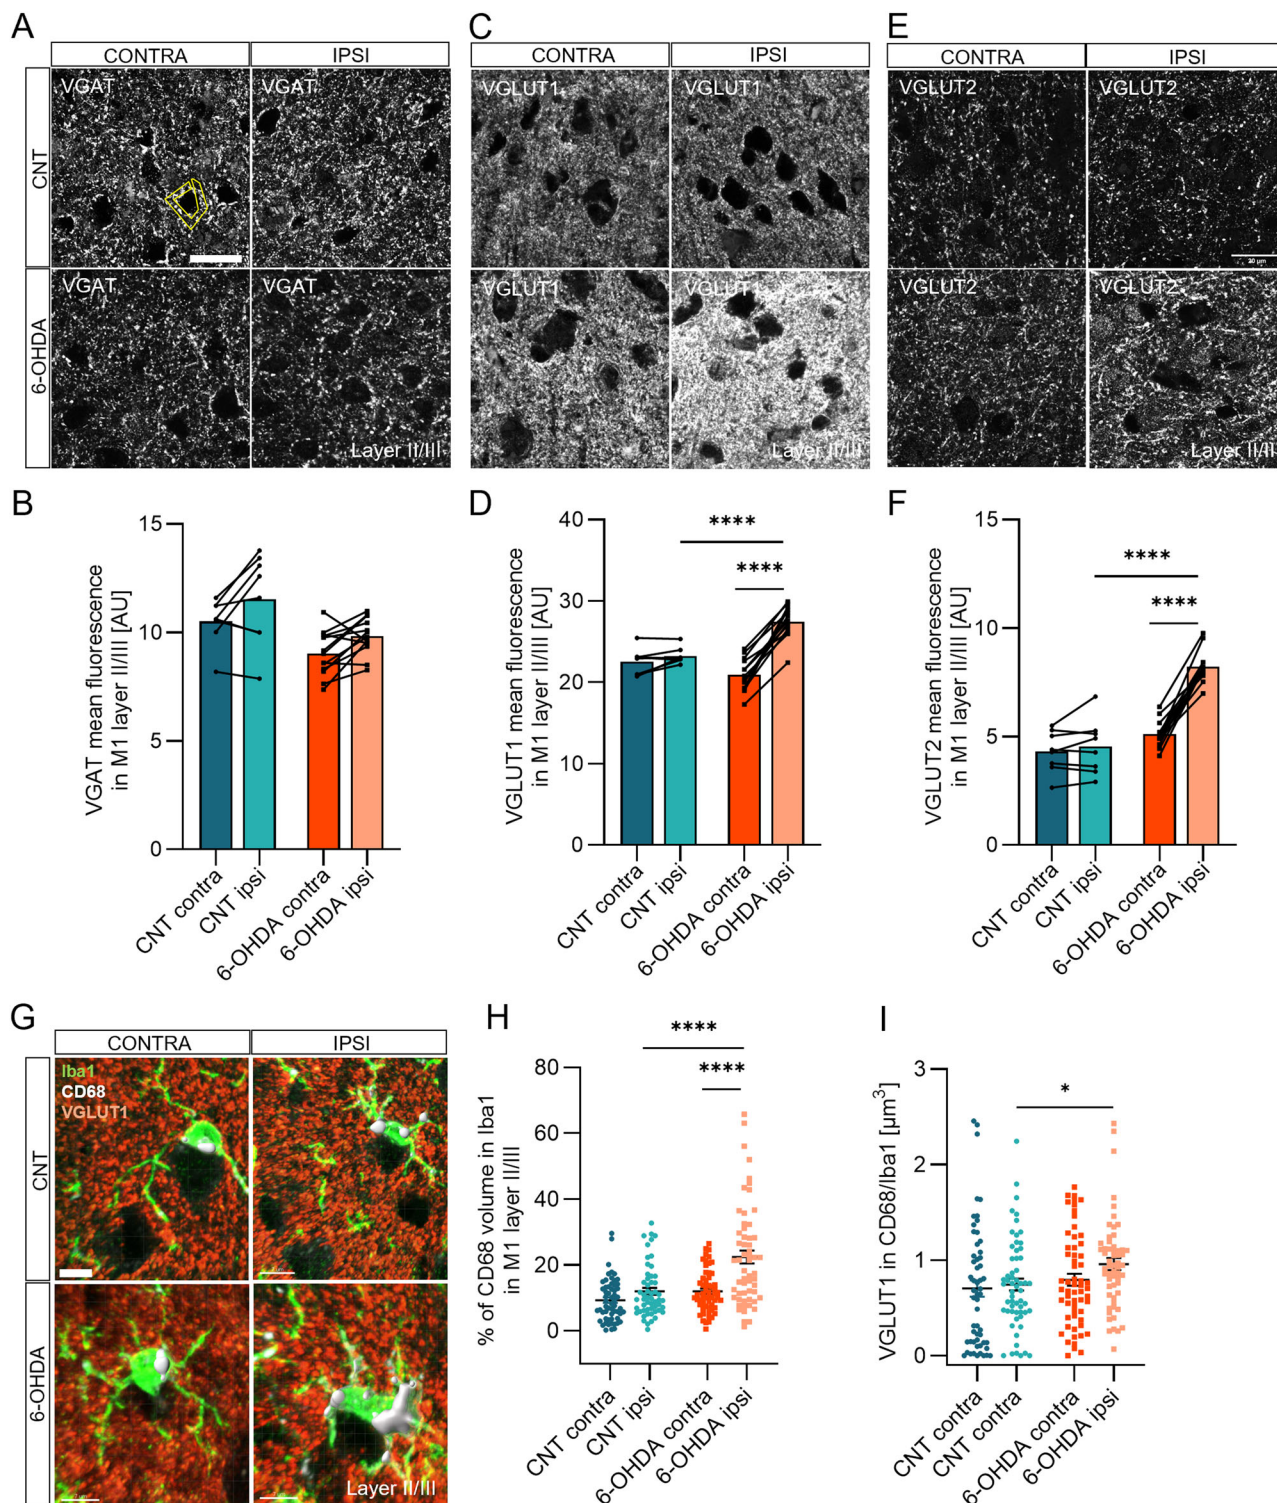 A
CONTRA
IPSI
CNT
VGAT
VGAT
6-OHDA
VGAT
VGAT
Layer II/III
C
CONTRA
IPSI
VGLUT1
VGLUT1
VGLUT1
VGLUT1
Layer II/III
E
CONTRA
IPSI
VGLUT2
VGLUT2
20 µm
VGLUT2
VGLUT2
Layer II/II
B
VGAT mean fluorescence
in M1 layer II/III [AU]
15
10
5
0
CNT contra
CNT ipsi
6-OHDA contra
6-OHDA ipsi
D
VGLUT1 mean fluorescence
in M1 layer II/III [AU]
40
30
20
10
0
****
****
CNT contra
CNT ipsi
6-OHDA contra
6-OHDA ipsi
F
VGLUT2 mean fluorescence
in M1 layer II/III [AU]
15
10
5
0
****
****
CNT contra
CNT ipsi
6-OHDA contra
6-OHDA ipsi
G
CONTRA
IPSI
CNT
Iba1
CD68
VGLUT1
6-OHDA
Layer II/III
H
% of CD68 volume in Iba1
in M1 layer II/III
80
60
40
20
0
****
****
CNT contra
CNT ipsi
6-OHDA contra
6-OHDA ipsi
I
VGLUT1 in CD68/Iba1 [µm³]
3
2
1
0
*
CNT contra
CNT contra
6-OHDA contra
6-OHDA ipsi